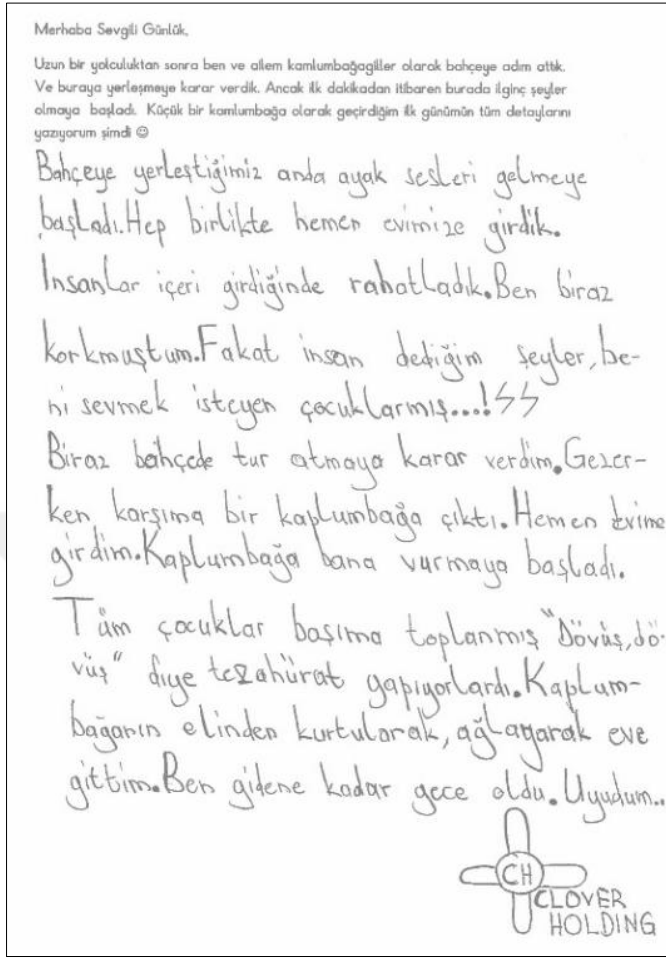 Merhaba Sevgili Günlük,
Uzun bir yolculuktan sonra ben ve ailem kamlumbağagiller olarak bahçeye adım attık.
Ve buraya yerleşmeye karar verdik. Ancak ilk dakikadan itibaren burada ilginç şeyler
olmaya başladı. Küçük bir kamlumbağa olarak geçirdiğim ilk günümün tüm detaylarını
yazıyorum şimdi ☺
Bahçeye yerleştiğimiz anda ayak sesleri gelmeye
başladı.Hep birlikte hemen evimize girdik.
İnsanlar içeri girdiğinde rahatladık.Ben biraz
korkmuştum.Fakat insan dediğim şeyler, be-
ni sevmek isteyen çocuklarmış...!ϟϟ
Biraz bahçede tur atmaya karar verdim.Gezer-
ken karşıma bir kaplumbağa çıktı.Hemen evime
girdim.Kaplumbağa bana vurmaya başladı.
Tüm çocuklar başıma toplanmış "Dövüş,dö-
vüş" diye tezahürat yapıyorlardı.Kaplum-
bağanın elinden kurtularak, ağlayarak eve
gittim.Ben gidene kadar gece oldu.Uyudum..
CH
CLOVER
HOLDING